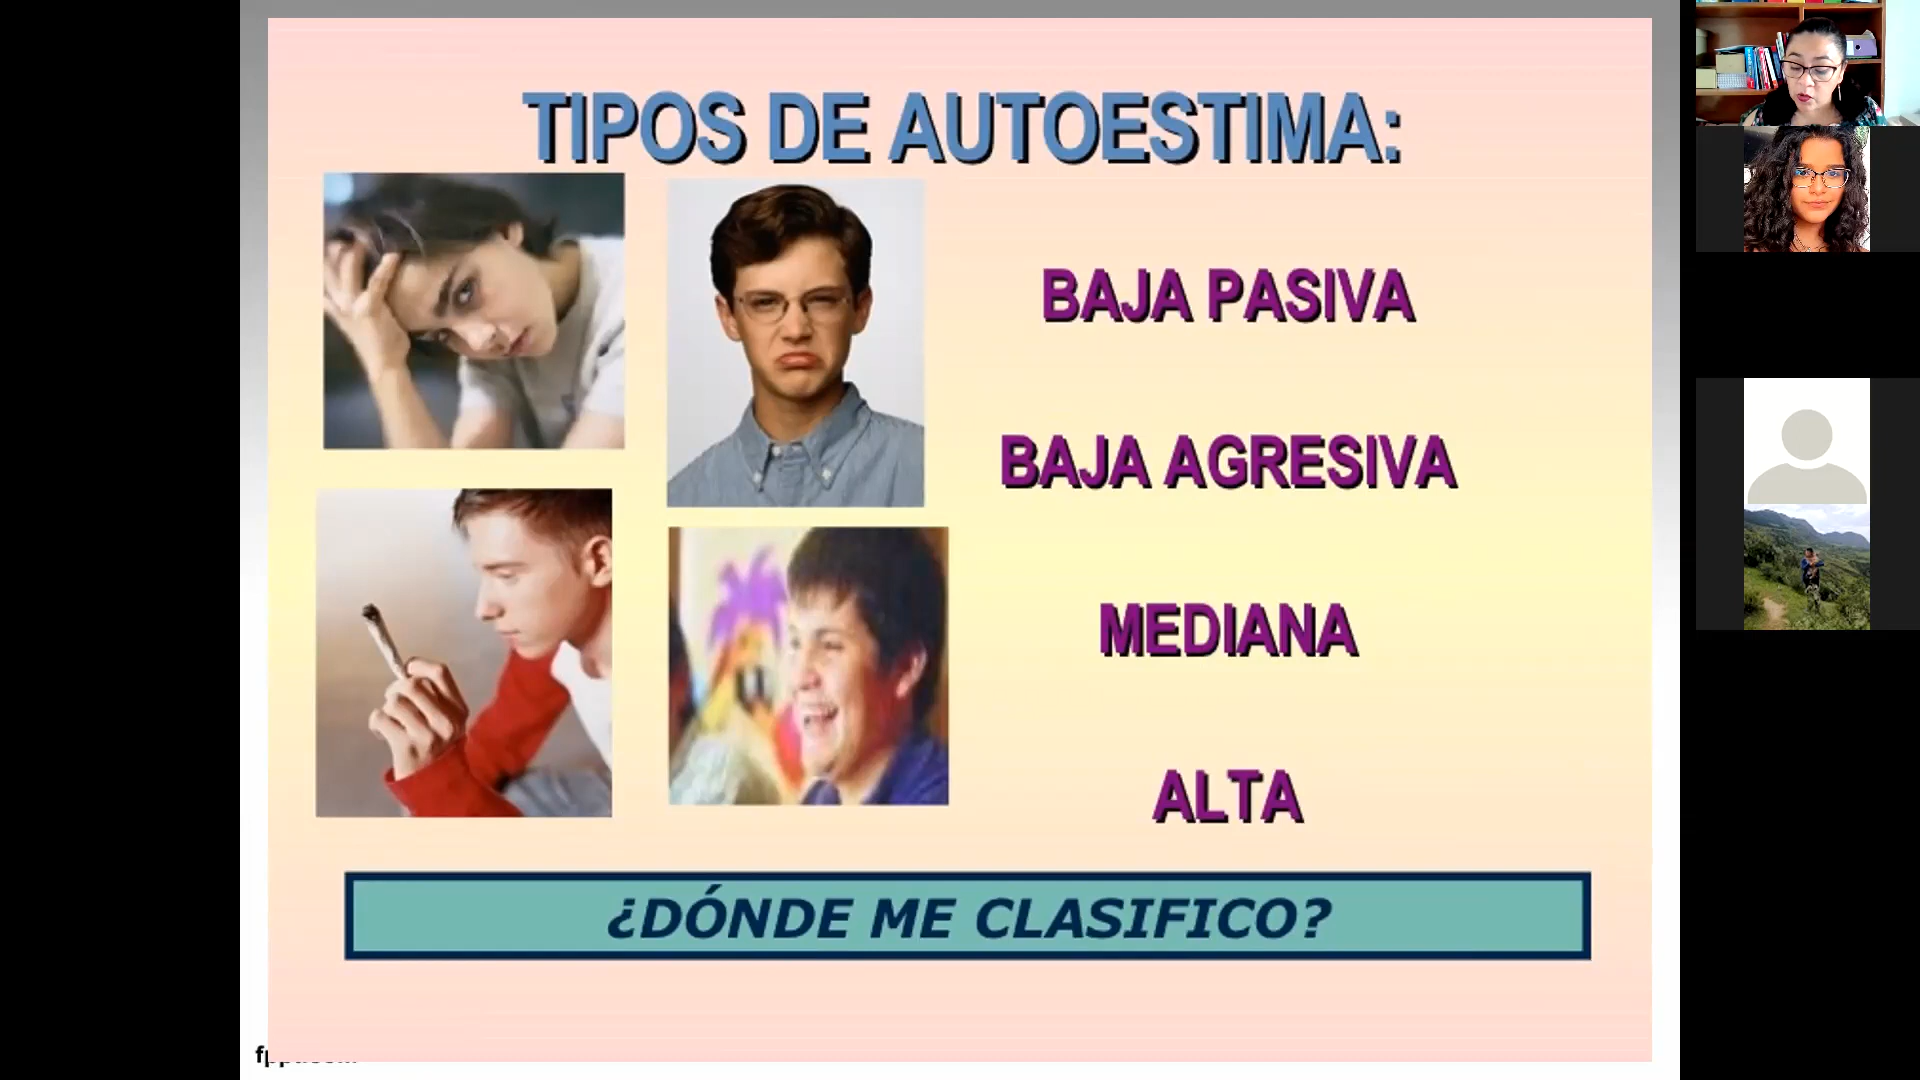 TIPOS DE AUTOESTIMA:
BAJA PASIVA
BAJA AGRESIVA
MEDIANA
ALTA
¿DÓNDE ME CLASIFICO?